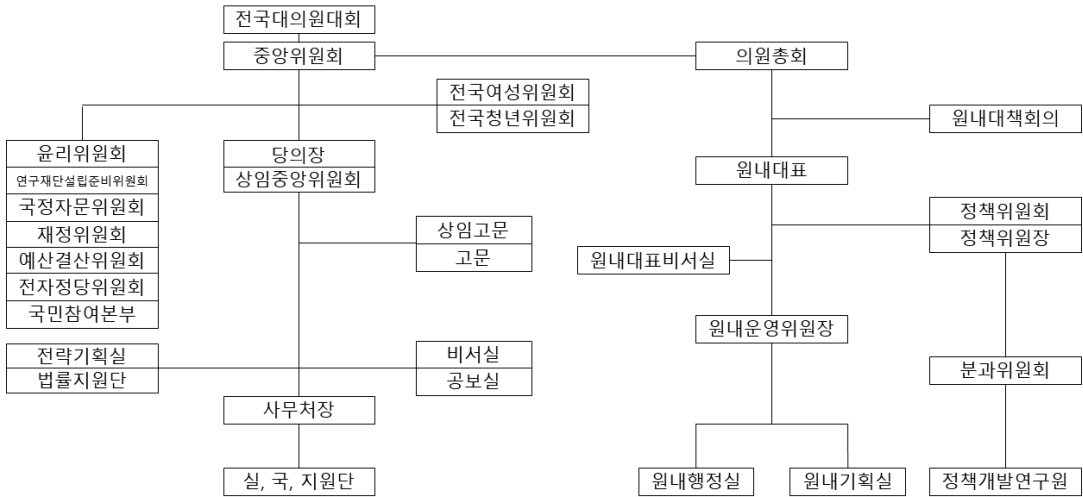 전국대의원대회
중앙위원회
의원총회
전국여성위원회
전국청년위원회
원내대책회의
윤리위원회
연구재단설립준비위원회
국정자문위원회
재정위원회
예산결산위원회
전자정당위원회
국민참여본부
당의장
상임중앙위원회
원내대표
상임고문
고문
정책위원회
정책위원장
원내대표비서실
원내운영위원장
전략기획실
법률지원단
비서실
공보실
분과위원회
사무처장
실, 국, 지원단
원내행정실
원내기획실
정책개발연구원